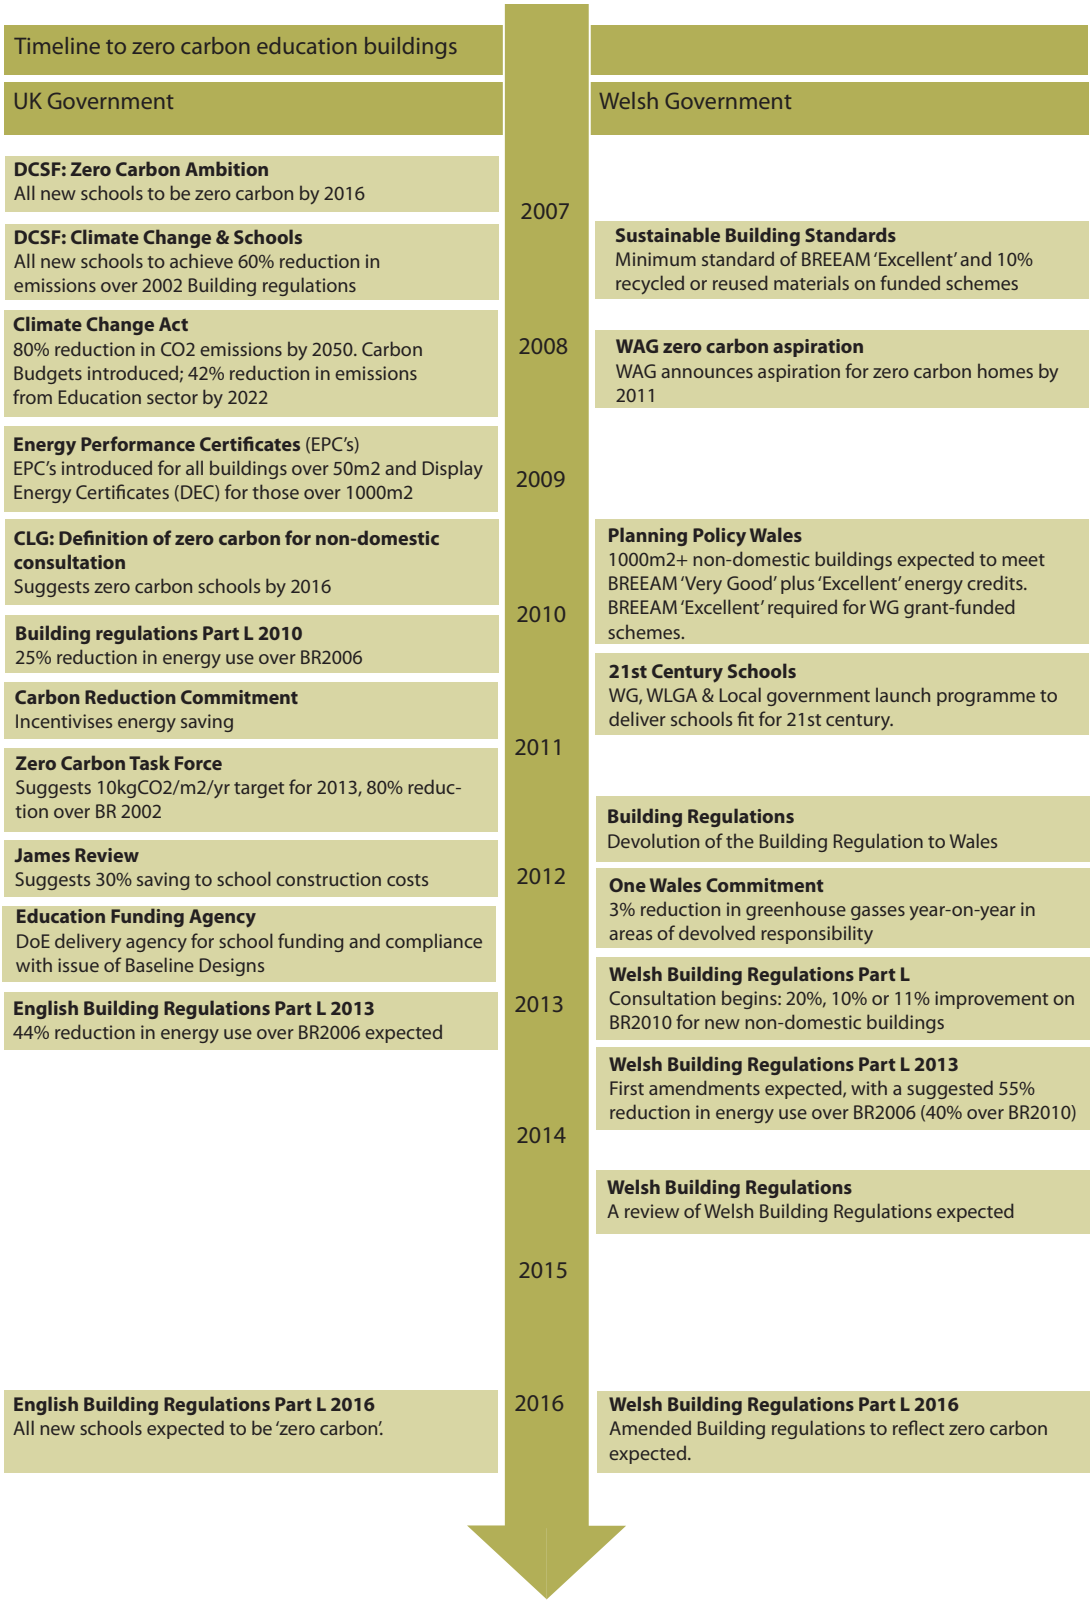 Timeline to zero carbon education buildings
UK Government
Welsh Government
DCSF: Zero Carbon Ambition
All new schools to be zero carbon by 2016
2007
DCSF: Climate Change & Schools
All new schools to achieve 60% reduction in
emissions over 2002 Building regulations
Sustainable Building Standards
Minimum standard of BREEAM ‘Excellent’ and 10%
recycled or reused materials on funded schemes
Climate Change Act
80% reduction in CO2 emissions by 2050. Carbon
Budgets introduced; 42% reduction in emissions
from Education sector by 2022
2008
WAG zero carbon aspiration
WAG announces aspiration for zero carbon homes by
2011
Energy Performance Certificates (EPC’s)
EPC’s introduced for all buildings over 50m2 and Display
Energy Certificates (DEC) for those over 1000m2
2009
CLG: Definition of zero carbon for non-domestic
consultation
Suggests zero carbon schools by 2016
Planning Policy Wales
1000m2+ non-domestic buildings expected to meet
BREEAM ‘Very Good’ plus ‘Excellent’ energy credits.
BREEAM ‘Excellent’ required for WG grant-funded
schemes.
2010
Building regulations Part L 2010
25% reduction in energy use over BR2006
21st Century Schools
WG, WLGA & Local government launch programme to
deliver schools fit for 21st century.
Carbon Reduction Commitment
Incentivises energy saving
2011
Zero Carbon Task Force
Suggests 10kgCO2/m2/yr target for 2013, 80% reduc-
tion over BR 2002
Building Regulations
Devolution of the Building Regulation to Wales
James Review
Suggests 30% saving to school construction costs
2012
One Wales Commitment
3% reduction in greenhouse gasses year-on-year in
areas of devolved responsibility
Education Funding Agency
DoE delivery agency for school funding and compliance
with issue of Baseline Designs
Welsh Building Regulations Part L
Consultation begins: 20%, 10% or 11% improvement on
BR2010 for new non-domestic buildings
English Building Regulations Part L 2013
44% reduction in energy use over BR2006 expected
2013
Welsh Building Regulations Part L 2013
First amendments expected, with a suggested 55%
reduction in energy use over BR2006 (40% over BR2010)
2014
Welsh Building Regulations
A review of Welsh Building Regulations expected
2015
English Building Regulations Part L 2016
All new schools expected to be ‘zero carbon’.
2016
Welsh Building Regulations Part L 2016
Amended Building regulations to reflect zero carbon
expected.